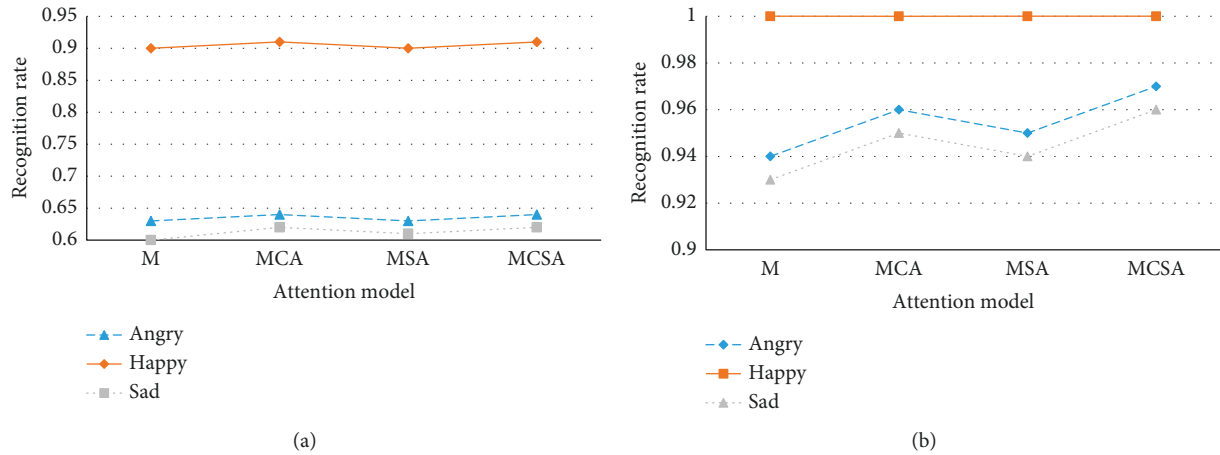 0.95
0.9
0.85
0.8
0.75
0.7
0.65
0.6
Recognition rate
M MCA MSA MCSA
Attention model
Angry
Happy
Sad
(a)
1
0.98
0.96
0.94
0.92
0.9
Recognition rate
M MCA MSA MCSA
Attention model
Angry
Happy
Sad
(b)